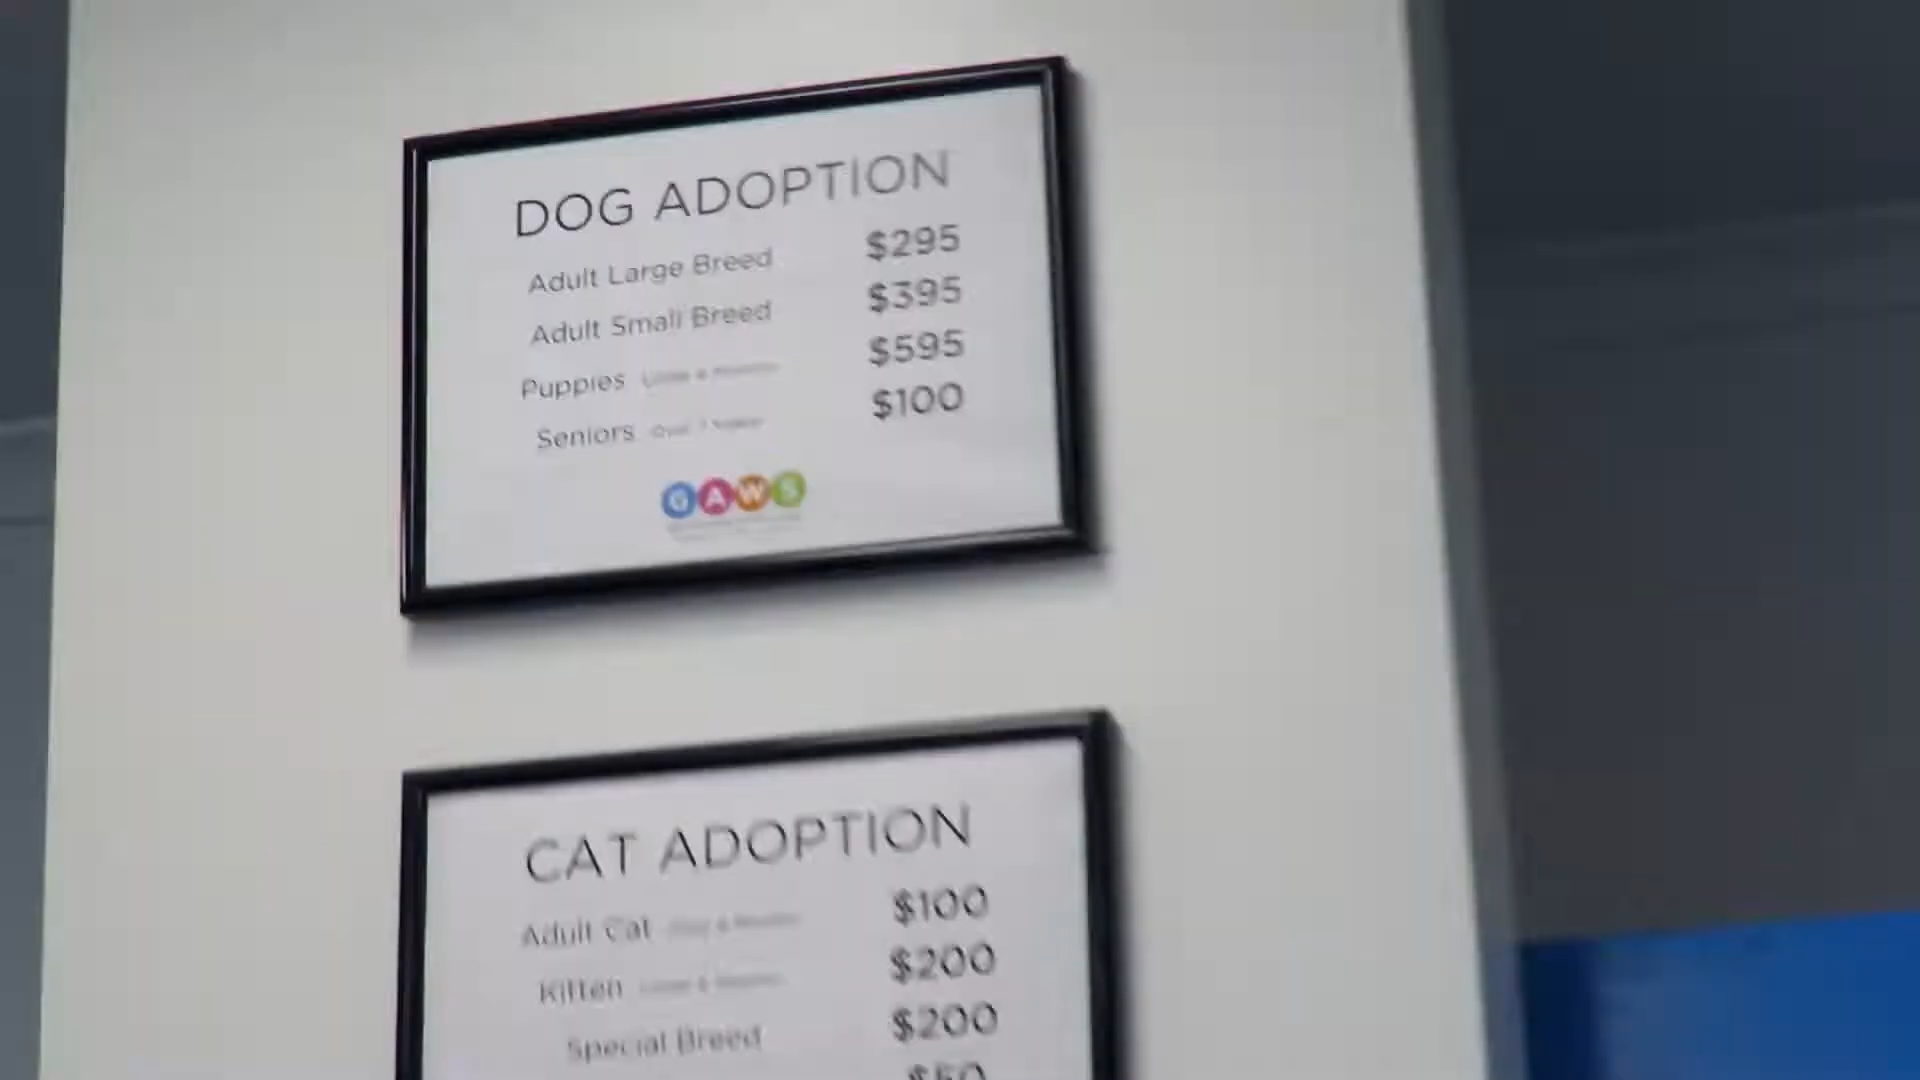 DOG ADOPTION
Adult Large Breed $295
Adult Small Breed $395
Puppies $595
Seniors $100
GAWS
CAT ADOPTION
Adult Cat $100
Kitten $200
Special Breed $200
$50